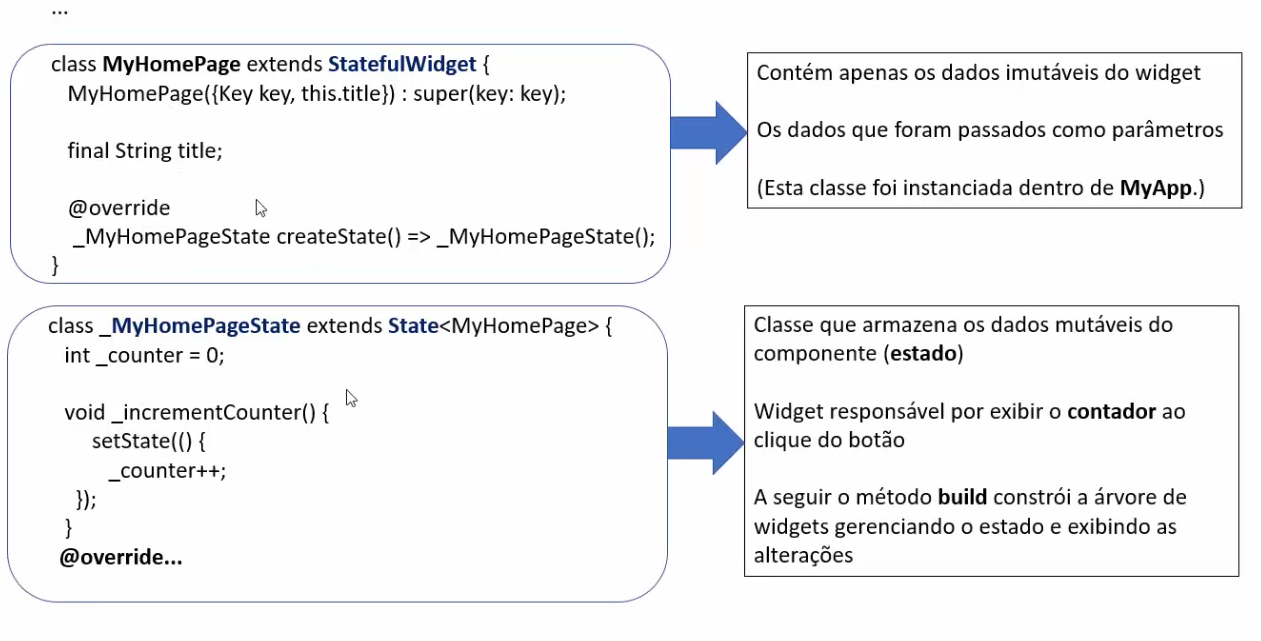 ...
class MyHomePage extends StatefulWidget {
MyHomePage({Key key, this.title}) : super(key: key);
final String title;
@override
_MyHomePageState createState() => _MyHomePageState();
}
Contém apenas os dados imutáveis do widget
Os dados que foram passados como parâmetros
(Esta classe foi instanciada dentro de MyApp.)
class _MyHomePageState extends State<MyHomePage> {
int _counter = 0;
void _incrementCounter() {
setState(() {
_counter++;
});
}
@override...
Classe que armazena os dados mutáveis do
componente (estado)
Widget responsável por exibir o contador ao
clique do botão
A seguir o método build constrói a árvore de
widgets gerenciando o estado e exibindo as
alterações